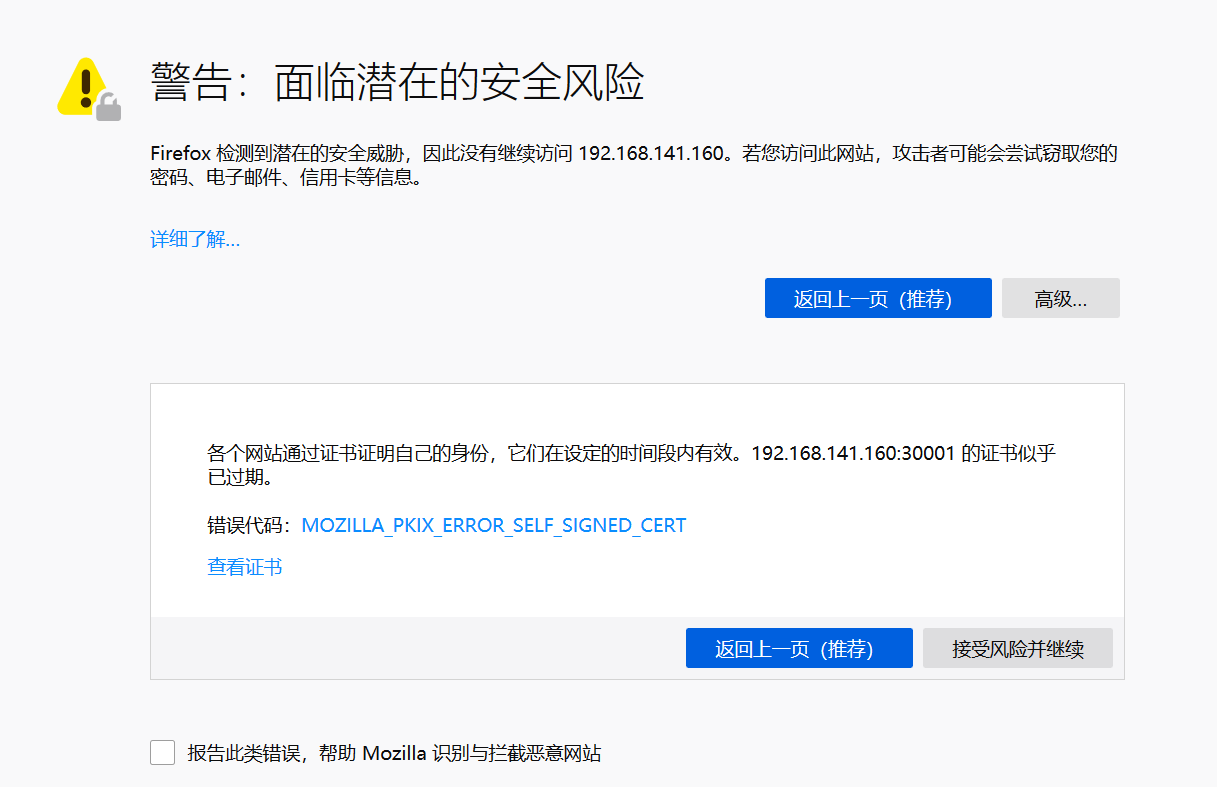 警告：面临潜在的安全风险
Firefox 检测到潜在的安全威胁，因此没有继续访问 192.168.141.160。若您访问此网站，攻击者可能会尝试窃取您的
密码、电子邮件、信用卡等信息。
详细了解…
返回上一页（推荐） 高级…
各个网站通过证书证明自己的身份，它们在设定的时间段内有效。192.168.141.160:30001 的证书似乎
已过期。
错误代码：MOZILLA_PKIX_ERROR_SELF_SIGNED_CERT
查看证书
返回上一页（推荐） 接受风险并继续
报告此类错误，帮助 Mozilla 识别与拦截恶意网站